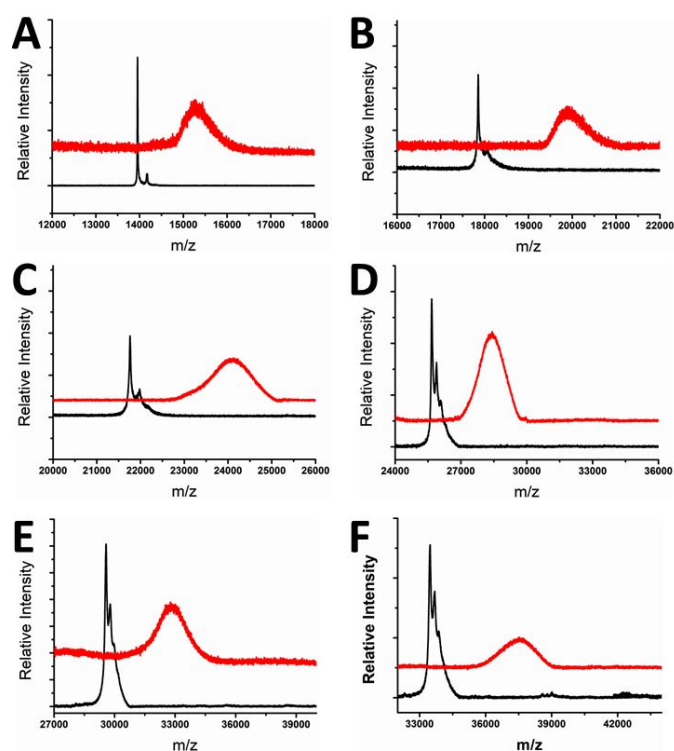 A
Relative Intensity
12000 13000 14000 15000 16000 17000 18000
m/z
B
Relative Intensity
16000 17000 18000 19000 20000 21000 22000
m/z
C
Relative Intensity
20000 21000 22000 23000 24000 25000 26000
m/z
D
Relative Intensity
24000 27000 30000 33000 36000
m/z
E
Relative Intensity
27000 30000 33000 36000 39000
m/z
F
Relative Intensity
33000 36000 39000 42000
m/z